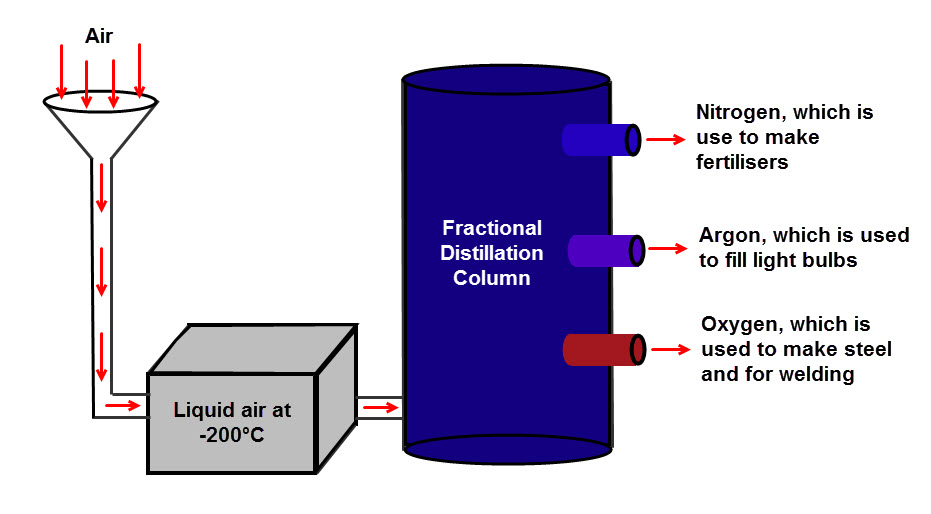 Air
Nitrogen, which is
use to make
fertilisers
Fractional
Distillation
Column
Argon, which is used
to fill light bulbs
Oxygen, which is
used to make steel
and for welding
Liquid air at
-200°C